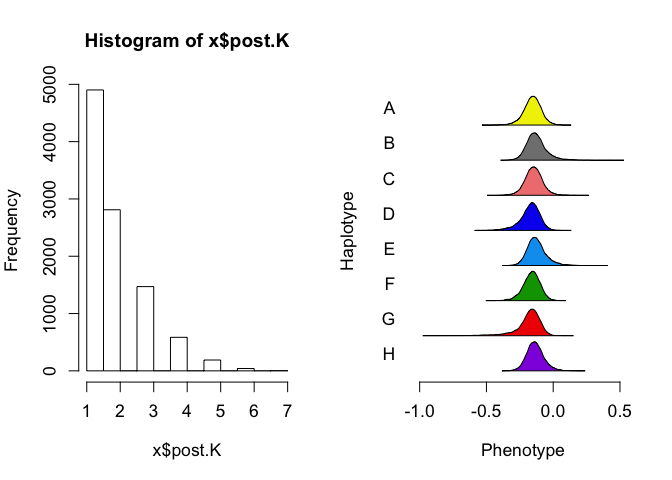 Histogram of x$post.K
Frequency
0
1000
2000
3000
4000
5000
1 2 3 4 5 6 7
x$post.K
Haplotype
A
B
C
D
E
F
G
H
-1.0 -0.5 0.0 0.5
Phenotype